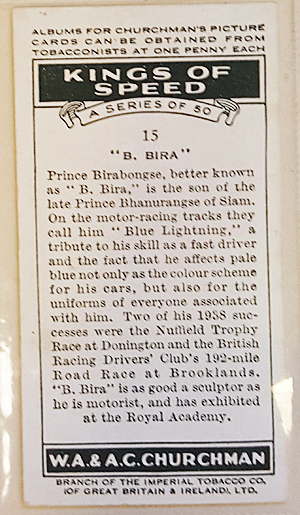 ALBUMS FOR CHURCHMAN'S PICTURE
CARDS CAN BE OBTAINED FROM
TOBACCONISTS AT ONE PENNY EACH
KINGS OF
SPEED
A SERIES OF 50
15
"B. BIRA"
Prince Birabongse, better known
as "B. Bira," is the son of the
late Prince Bhanurangse of Siam.
On the motor-racing tracks they
call him "Blue Lightning," a
tribute to his skill as a fast driver
and the fact that he affects pale
blue not only as the colour scheme
for his cars, but also for the
uniforms of everyone associated
with him. Two of his 1938 suc-
cesses were the Nuffield Trophy
Race at Donington and the British
Racing Drivers' Club's 192-mile
Road Race at Brooklands.
"B. Bira" is as good a sculptor as
he is motorist, and has exhibited
at the Royal Academy.
W.A. & A.C. CHURCHMAN
BRANCH OF THE IMPERIAL TOBACCO CO.
(OF GREAT BRITAIN & IRELAND), LTD.